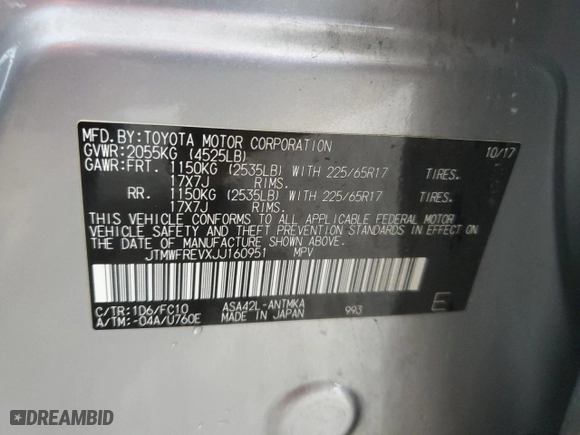 MFD. BY:TOYOTA MOTOR CORPORATION 10/17
GVWR:2055KG (4525LB)
GAWR:FRT. 1150KG (2535LB) WITH 225/65R17 TIRES.
17X7J RIMS.
RR. 1150KG (2535LB) WITH 225/65R17 TIRES.
17X7J RIMS.
THIS VEHICLE CONFORMS TO ALL APPLICABLE FEDERAL MOTOR
VEHICLE SAFETY AND THEFT PREVENTION STANDARDS IN EFFECT ON
THE DATE OF MANUFACTURE SHOWN ABOVE.
JTMWFREVXJJ160951 MPV
C/TR:1D6/FC10 ASA42L-ANTMKA 993 E
A/TM:-04A/U760E MADE IN JAPAN
DREAMBID